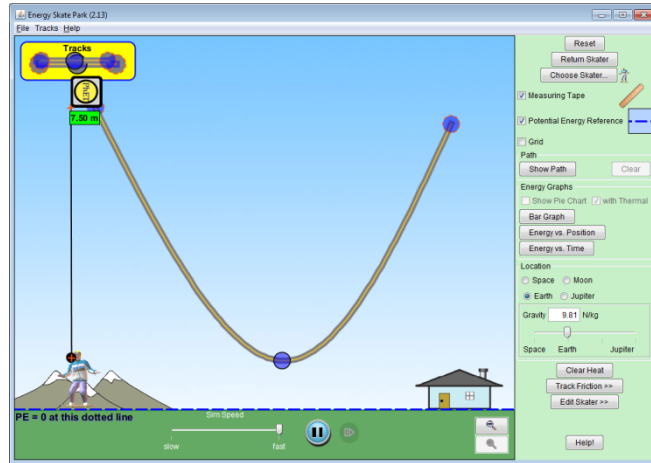 Energy Skate Park (2.13)
File Tracks Help
Tracks
PhET
7.50 m
PE = 0 at this dotted line
Sim Speed
slow
fast
Reset
Return Skater
Choose Skater...
Measuring Tape
Potential Energy Reference
Grid
Path
Show Path
Clear
Energy Graphs
Show Pie Chart
with Thermal
Bar Graph
Energy vs. Position
Energy vs. Time
Location
Space
Moon
Earth
Jupiter
Gravity 9.81 N/kg
Space Earth Jupiter
Clear Heat
Track Friction >>
Edit Skater >>
Help!